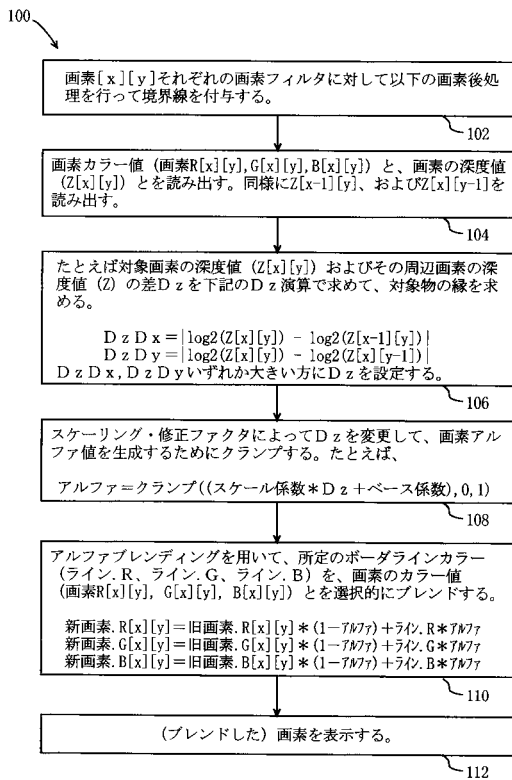 100
画素[x][y]それぞれの画素フィルタに対して以下の画素後処
理を行って境界線を付与する。
102
画素カラー値(画素R[x][y],G[x][y],B[x][y])と、画素の深度値
(Z[x][y])とを読み出す。同様にZ[x-1][y]、およびZ[x][y-1]を
読み出す。
104
たとえば対象画素の深度値(Z[x][y])およびその周辺画素の深
度値(Z)の差Dzを下記のDz演算で求めて、対象物の縁を求
める。
DzDx=|log2(Z[x][y]) - log2(Z[x-1][y])|
DzDy=|log2(Z[x][y]) - log2(Z[x][y-1])|
DzDx,DzDyいずれか大きい方にDzを設定する。
106
スケーリング・修正ファクタによってDzを変更して、画素アル
ファ値を生成するためにクランプする。たとえば、
アルファ=クランプ((スケール係数*Dz+ベース係数),0,1)
108
アルファブレンディングを用いて、所定のボーダラインカラー
(ライン.R、ライン.G、ライン.B)を、画素のカラー値
(画素R[x][y], G[x][y], B[x][y])とを選択的にブレンドする。
新画素.R[x][y]=旧画素.R[x][y]*(1-アルファ)+ライン.R*アルファ
新画素.G[x][y]=旧画素.G[x][y]*(1-アルファ)+ライン.G*アルファ
新画素.B[x][y]=旧画素.B[x][y]*(1-アルファ)+ライン.B*アルファ
110
(ブレンドした)画素を表示する。
112